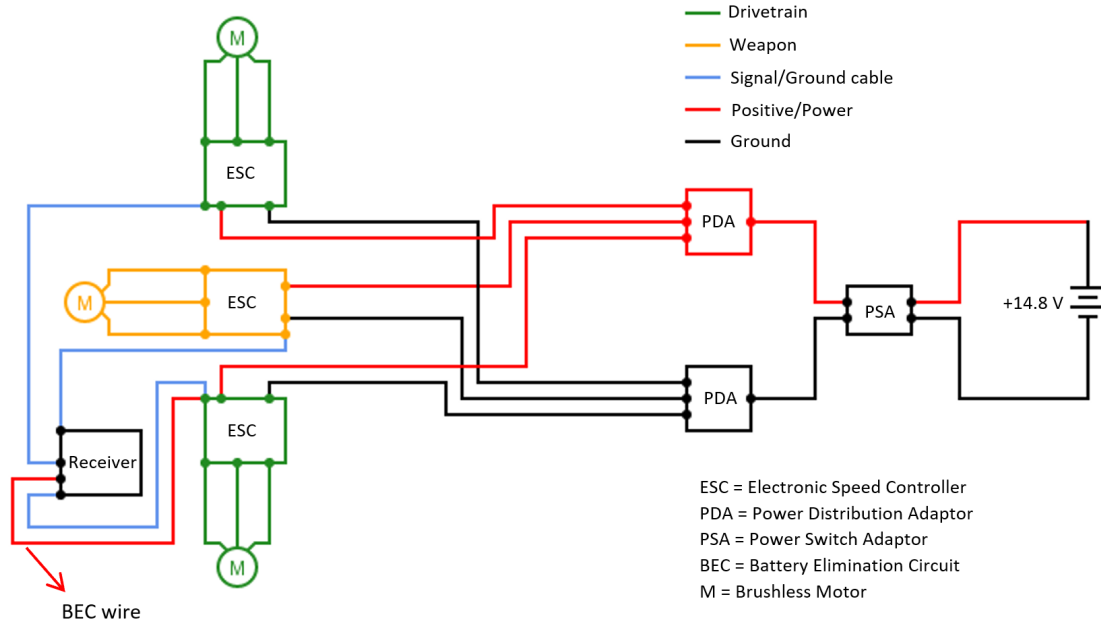 M
Drivetrain
Weapon
Signal/Ground cable
Positive/Power
Ground
ESC
PDA
M
ESC
PSA
+14.8 V
PDA
ESC
Receiver
M
BEC wire
ESC = Electronic Speed Controller
PDA = Power Distribution Adaptor
PSA = Power Switch Adaptor
BEC = Battery Elimination Circuit
M = Brushless Motor